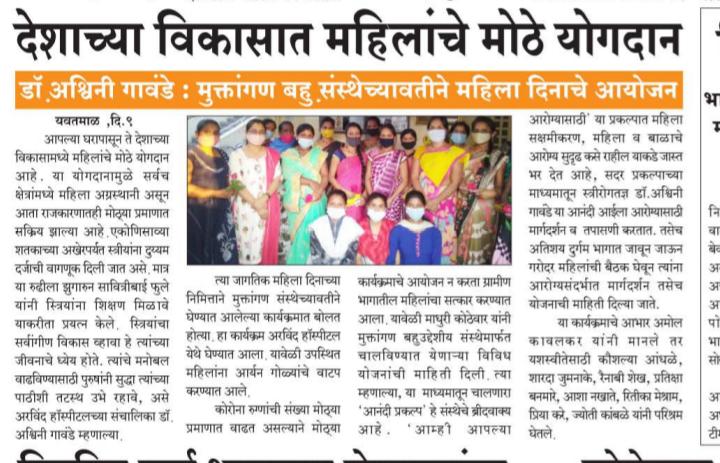 देशाच्या विकासात महिलांचे मोठे योगदान
डॉ.अश्विनी गावंडे : मुक्तांगण बहु.संस्थेच्यावतीने महिला दिनाचे आयोजन
यवतमाळ ,दि.९
आपल्या घरापासून ते देशाच्या
विकासामध्ये महिलांचे मोठे योगदान
आहे. या योगदानामुळे सर्वच
क्षेत्रांमध्ये महिला अग्रस्थानी असून
आता राजकारणातही मोठ्या प्रमाणात
सक्रिय झाल्या आहे.एकोणिसाव्या
शतकाच्या अखेरपर्यत स्त्रीयांना दुय्यम
दर्जाची वागणूक दिली जात असे. मात्र
या रुढीला झुगारुन सावित्रीबाई फुले
यांनी स्त्रियांना शिक्षण मिळावे
याकरीता प्रयत्न केले. स्त्रियांचा
सर्वांगीण विकास व्हावा हे त्यांच्या
जीवनाचे ध्येय होते. त्यांचे मनोबल
वाढविण्यासाठी पुरुषांनी सुद्धा त्यांच्या
पाठीशी तटस्थ उभे रहावे, असे
अरविंद हॉस्पीटलच्या संचालिका डॉ.
अश्विनी गावंडे म्हणाल्या.
त्या जागतिक महिला दिनाच्या
निमित्ताने मुक्तांगण संस्थेच्यावतीने
घेण्यात आलेल्या कार्यक्रमात बोलत
होत्या. हा कार्यक्रम अरविंद हॉस्पिटल
येथे घेण्यात आला. यावेळी उपस्थित
महिलांना आर्यन गोळ्यांचे वाटप
करण्यात आले.
कोरोना रुग्णांची संख्या मोठ्या
प्रमाणात वाढत असल्याने मोठ्या
कार्यक्रमाचे आयोजन न करता ग्रामीण
भागातील महिलांचा सत्कार करण्यात
आला. यावेळी माधुरी कोठेवार यांनी
मुक्तांगण बहुउद्देशीय संस्थेमार्फत
चालविण्यात येणाऱ्या विविध
योजनांची माहिती दिली. त्या
म्हणाल्या, या माध्यमातून चालणारा
'आनंदी प्रकल्प' हे संस्थेचे ब्रीदवाक्य
आहे. 'आम्ही आपल्या
आरोग्यासाठी' या प्रकल्पात महिला
सक्षमीकरण, महिला व बाळाचे
आरोग्य सुदृढ कसे राहील याकडे जास्त
भर देत आहे, सदर प्रकल्पाच्या
माध्यमातून स्त्रीरोगतज्ञ डॉ.अश्विनी
गावंडे या आनंदी आईला आरोग्यासाठी
मार्गदर्शन व तपासणी करतात. तसेच
अतिशय दुर्गम भागात जावून जाऊन
गरोदर महिलांची बैठक घेवून त्यांना
आरोग्यसंदर्भात मार्गदर्शन तसेच
योजनाची माहिती दिल्या जाते.
या कार्यक्रमाचे आभार अमोल
कावलकर यांनी मानले तर
यशस्वीतेसाठी कौशल्या आंधळे,
शारदा जुमनाके, रैनाबी शेख, प्रतिक्षा
बनमारे, आशा नखाते, रितीका मेश्राम,
प्रिया करे, ज्योती कांबळे यांनी परिश्रम
घेतले.